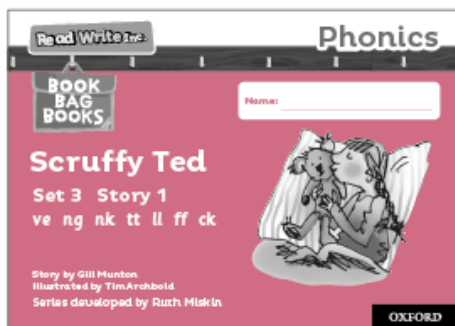 Read Write Inc.
Phonics
BOOK
BAG
BOOKS
Name:
Scruffy Ted
Set 3 Story 1
ve ng nk tt ll ff ck
Story by Gill Munton
Illustrated by Tim Archbold
Series developed by Ruth Miskin
OXFORD